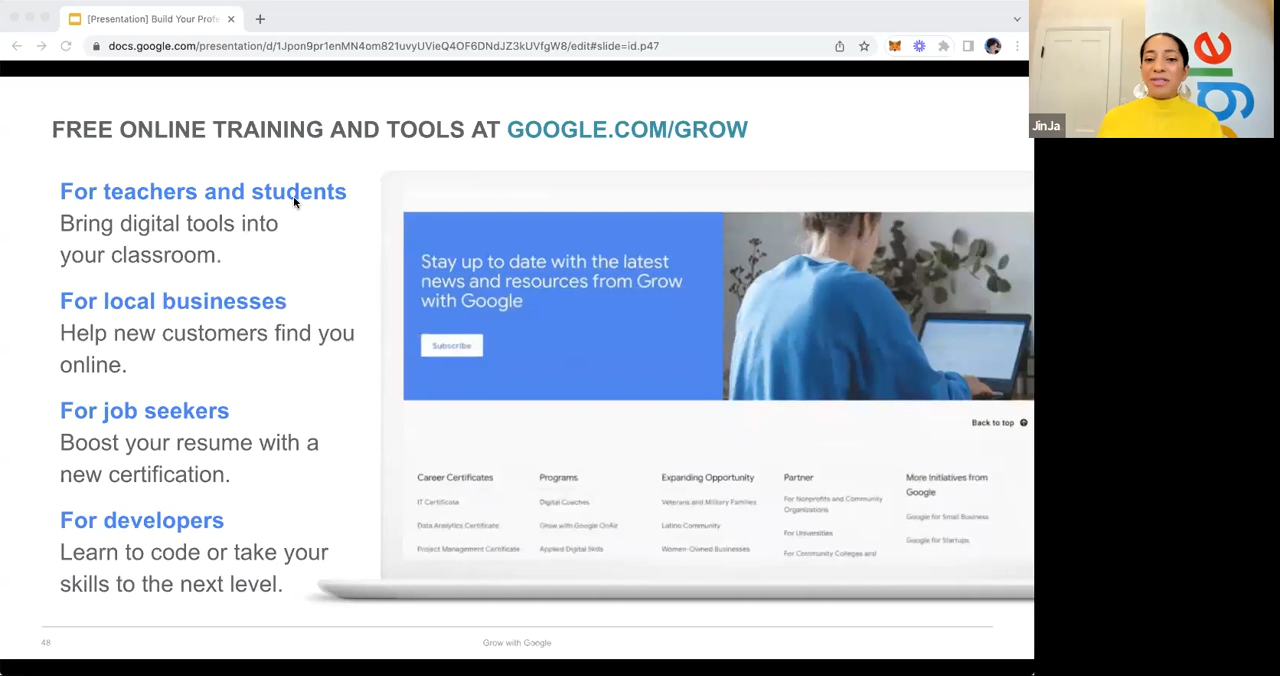 [Presentation] Build Your Prof
docs.google.com/presentation/d/1Jpon9pr1enMN4om821uvyUVieQ4OF6DNdJZ3kUVfgW8/edit#slide=id.p47
JinJa
FREE ONLINE TRAINING AND TOOLS AT GOOGLE.COM/GROW
For teachers and students
Bring digital tools into
your classroom.
For local businesses
Help new customers find you
online.
For job seekers
Boost your resume with a
new certification.
For developers
Learn to code or take your
skills to the next level.
Stay up to date with the latest
news and resources from Grow
with Google
Subscribe
Back to top
Career Certificates
IT Certificate
Data Analytics Certificate
Project Management Certificate
Programs
Digital Coaches
Grow with Google OnAir
Applied Digital Skills
Expanding Opportunity
Veterans and Military Families
Latino Community
Women-Owned Businesses
Partner
For Nonprofits and Community
Organizations
For Universities
For Community Colleges and
More Initiatives from
Google
Google for Small Business
Google for Startups
48
Grow with Google
gle